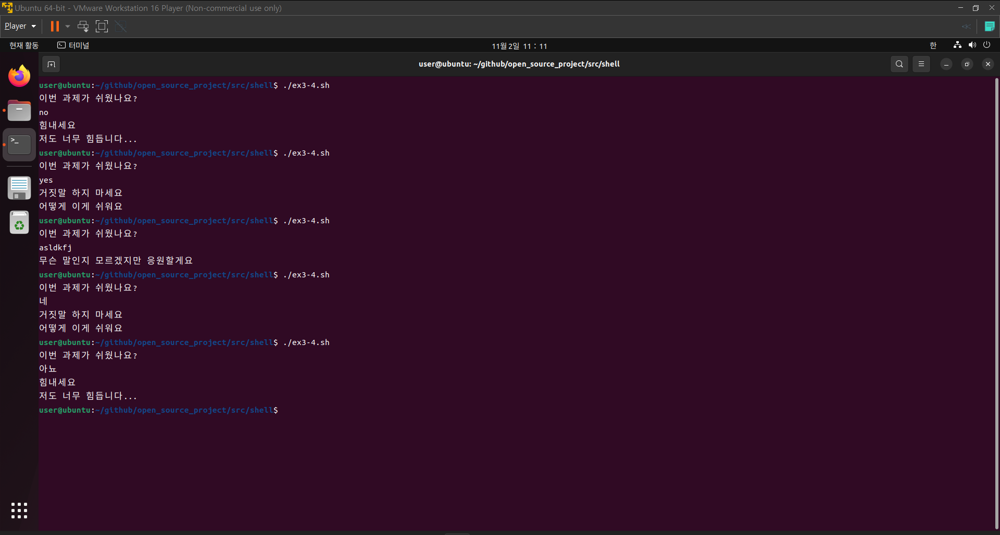 Ubuntu 64-bit - VMware Workstation 16 Player (Non-commercial use only)
Player
현재 활동 터미널 11월 2일 11 : 11 한
user@ubuntu: ~/github/open_source_project/src/shell
user@ubuntu:~/github/open_source_project/src/shell$ ./ex3-4.sh
이번 과제가 쉬웠나요?
no
힘내세요
저도 너무 힘듭니다...
user@ubuntu:~/github/open_source_project/src/shell$ ./ex3-4.sh
이번 과제가 쉬웠나요?
yes
거짓말 하지 마세요
어떻게 이게 쉬워요
user@ubuntu:~/github/open_source_project/src/shell$ ./ex3-4.sh
이번 과제가 쉬웠나요?
asldkfj
무슨 말인지 모르겠지만 응원할게요
user@ubuntu:~/github/open_source_project/src/shell$ ./ex3-4.sh
이번 과제가 쉬웠나요?
네
거짓말 하지 마세요
어떻게 이게 쉬워요
user@ubuntu:~/github/open_source_project/src/shell$ ./ex3-4.sh
이번 과제가 쉬웠나요?
아뇨
힘내세요
저도 너무 힘듭니다...
user@ubuntu:~/github/open_source_project/src/shell$